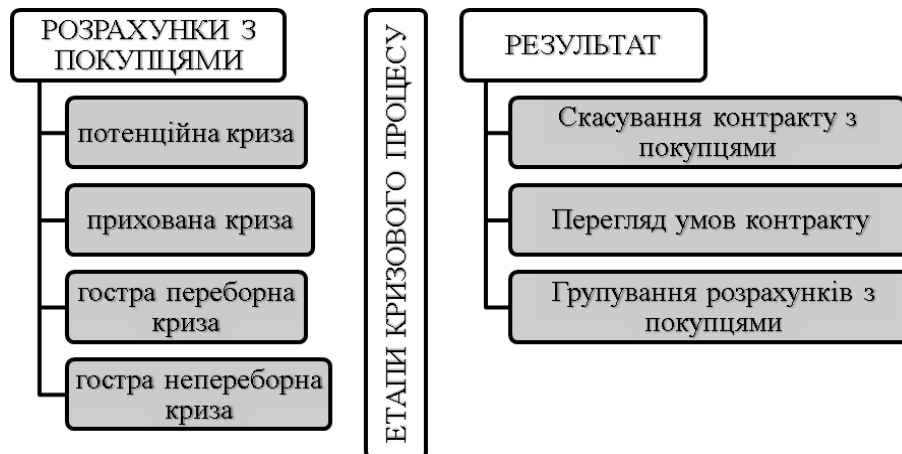 РОЗРАХУНКИ З
ПОКУПЦЯМИ
потенційна криза
прихована криза
гостра переборна
криза
гостра непереборна
криза
ЕТАПИ КРИЗОВОГО ПРОЦЕСУ
РЕЗУЛЬТАТ
Скасування контракту з
покупцями
Перегляд умов контракту
Групування розрахунків з
покупцями